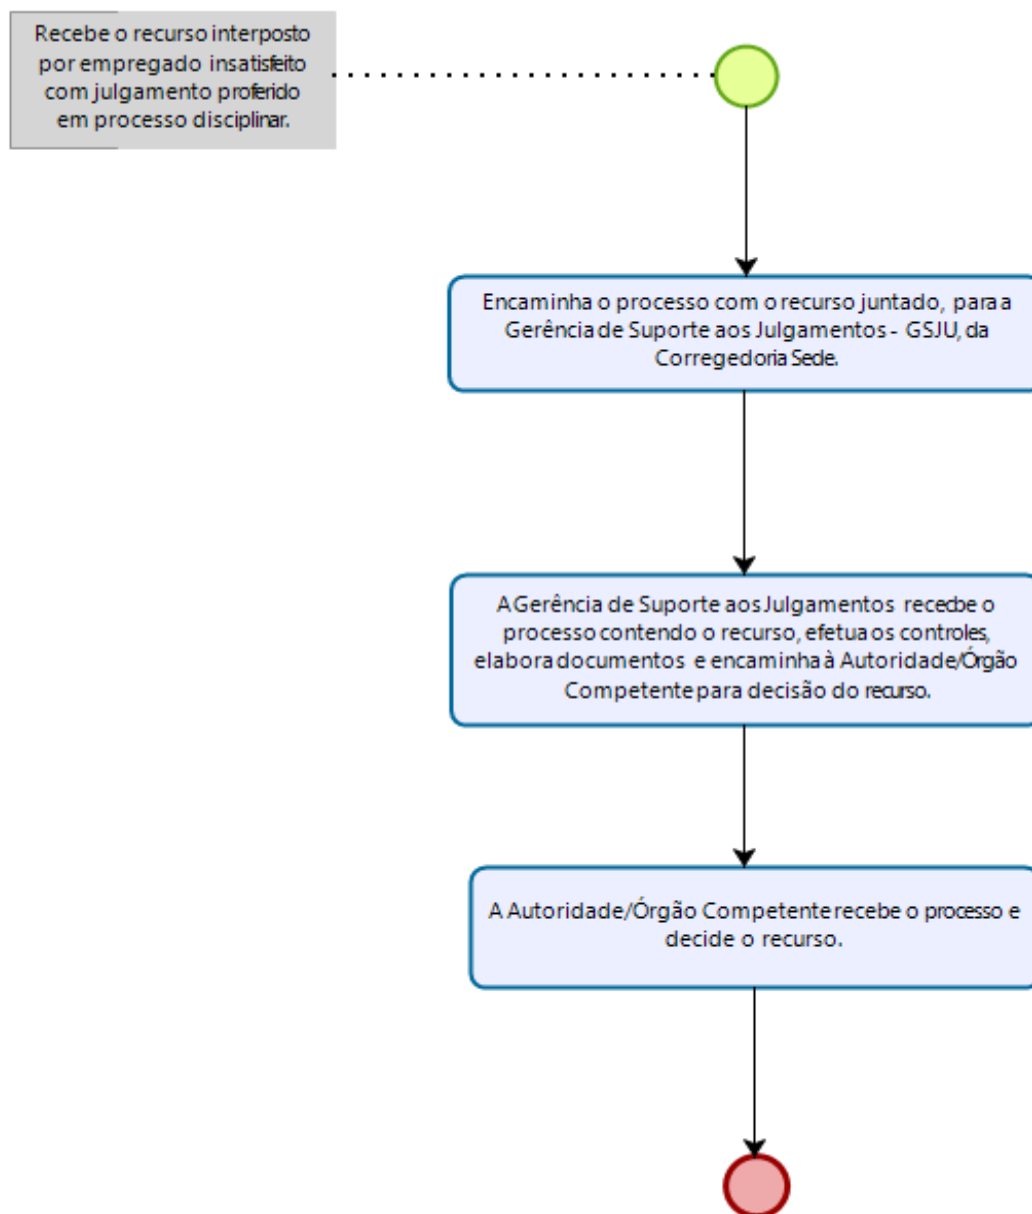 Recebe o recurso interposto
por empregado insatisfeito
com julgamento proferido
em processo disciplinar.
Encaminha o processo com o recurso juntado, para a
Gerência de Suporte aos Julgamentos - GSJU, da
Corregedoria Sede.
A Gerência de Suporte aos Julgamentos recebe o
processo contendo o recurso, efetua os controles,
elabora documentos e encaminha à Autoridade/Órgão
Competente para decisão do recurso.
A Autoridade/Órgão Competente recebe o processo e
decide o recurso.